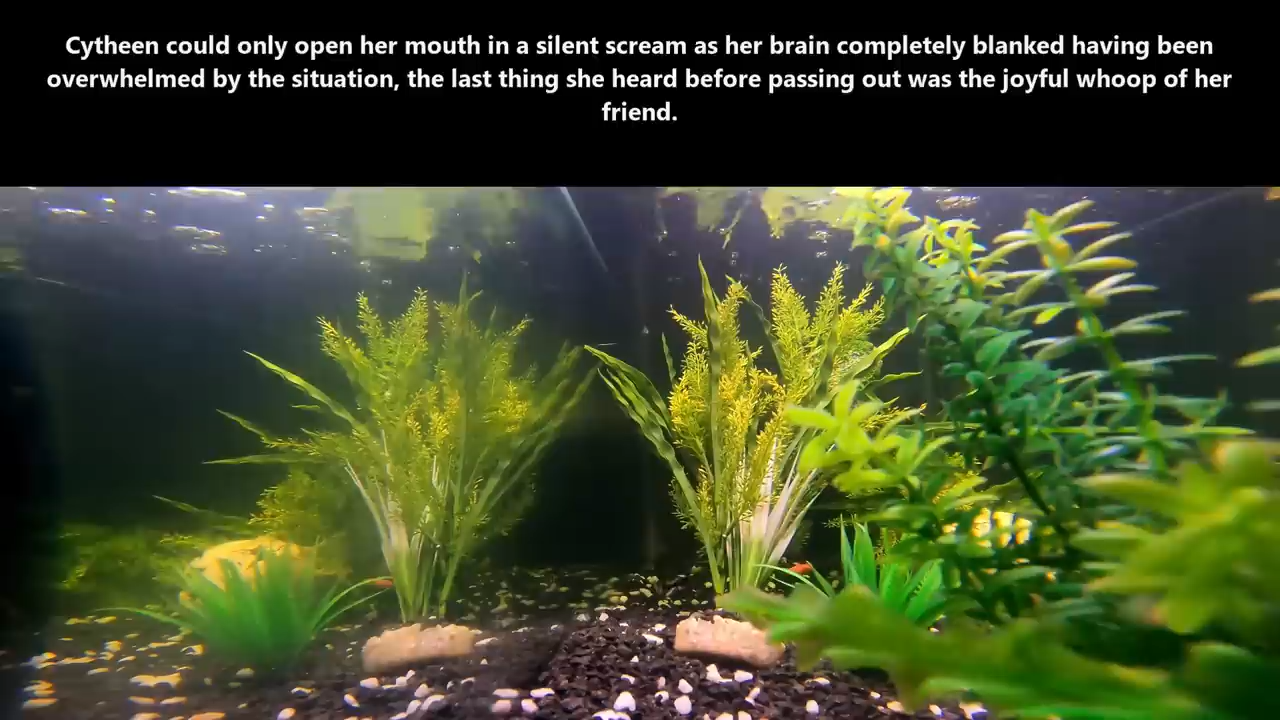 Cytheen could only open her mouth in a silent scream as her brain completely blanked having been
overwhelmed by the situation, the last thing she heard before passing out was the joyful whoop of her
friend.